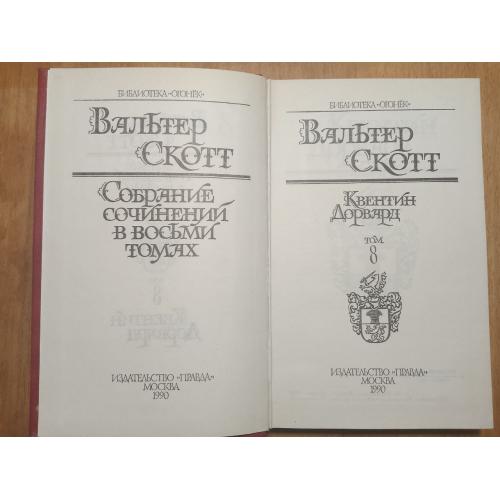 БИБЛИОТЕКА «ОГОНЁК»
ВАЛЬТЕР
СКОТТ
СОБРАНИЕ
СОЧИНЕНИЙ
В ВОСЬМИ
ТОМАХ
ИЗДАТЕЛЬСТВО «ПРАВДА»
МОСКВА
1990
БИБЛИОТЕКА «ОГОНЁК»
ВАЛЬТЕР
СКОТТ
КВЕНТИН
ДОРВАРД
ТОМ
8
ИЗДАТЕЛЬСТВО «ПРАВДА»
МОСКВА
1990